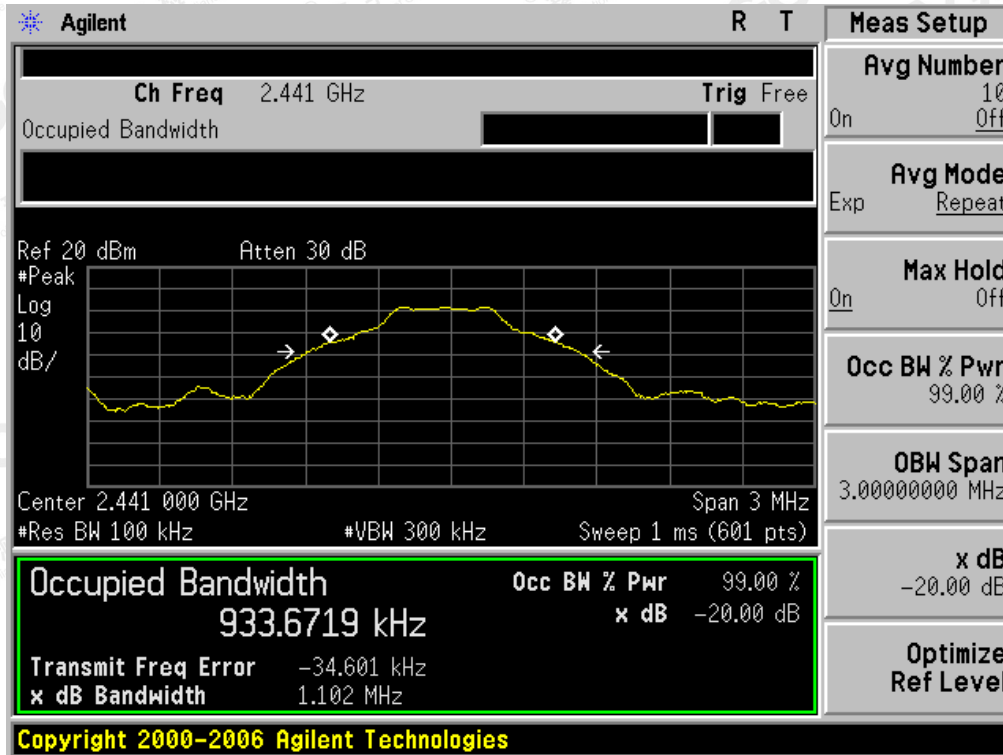 Agilent R T
Ch Freq 2.441 GHz Trig Free
Occupied Bandwidth
Ref 20 dBm Atten 30 dB
#Peak
Log
10
dB/
Center 2.441 000 GHz Span 3 MHz
#Res BW 100 kHz #VBW 300 kHz Sweep 1 ms (601 pts)
Occupied Bandwidth
933.6719 kHz
Occ BW % Pwr 99.00 %
x dB -20.00 dB
Transmit Freq Error -34.601 kHz
x dB Bandwidth 1.102 MHz
Copyright 2000-2006 Agilent Technologies
Meas Setup
Avg Number
10
On Off
Avg Mode
Exp Repeat
Max Hold
On Off
Occ BW % Pwr
99.00 %
OBW Span
3.00000000 MHz
x dB
-20.00 dB
Optimize
Ref Level